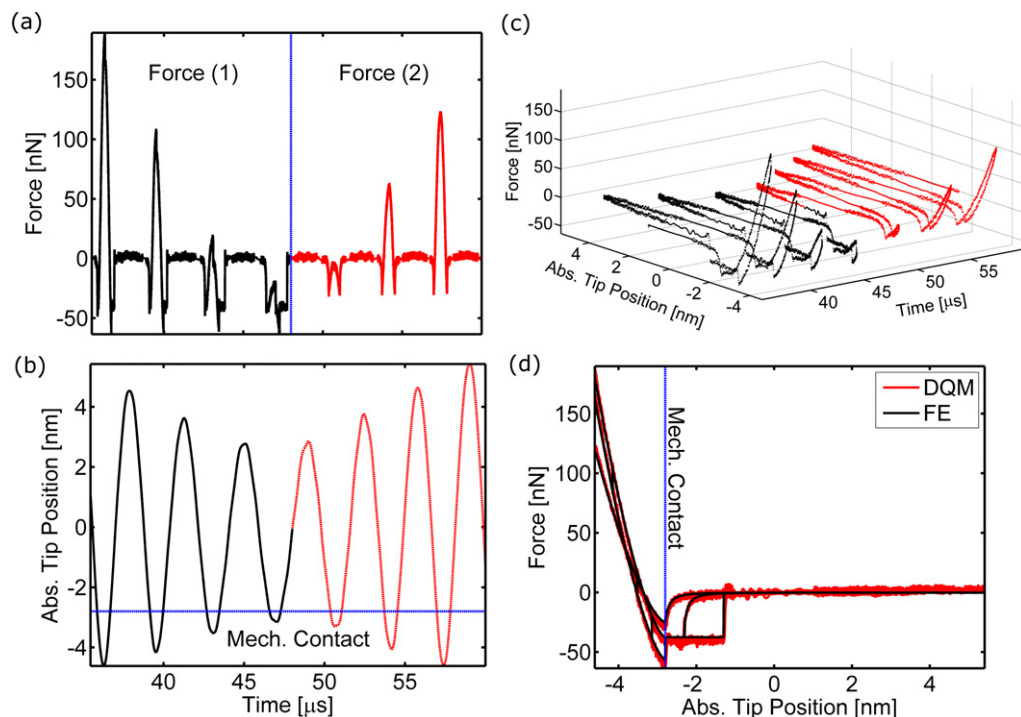 (a)
Force [nN]
150
100
50
0
-50
Force (1)
Force (2)
(b)
Abs. Tip Position [nm]
4
2
0
-2
-4
Mech. Contact
40
45
50
55
Time [μs]
(c)
Force [nN]
150
100
50
0
-50
4
2
0
-2
-4
Abs. Tip Position [nm]
40
45
50
55
Time [μs]
(d)
Force [nN]
150
100
50
0
-50
Mech. Contact
DQM
FE
-4
-2
0
2
4
Abs. Tip Position [nm]